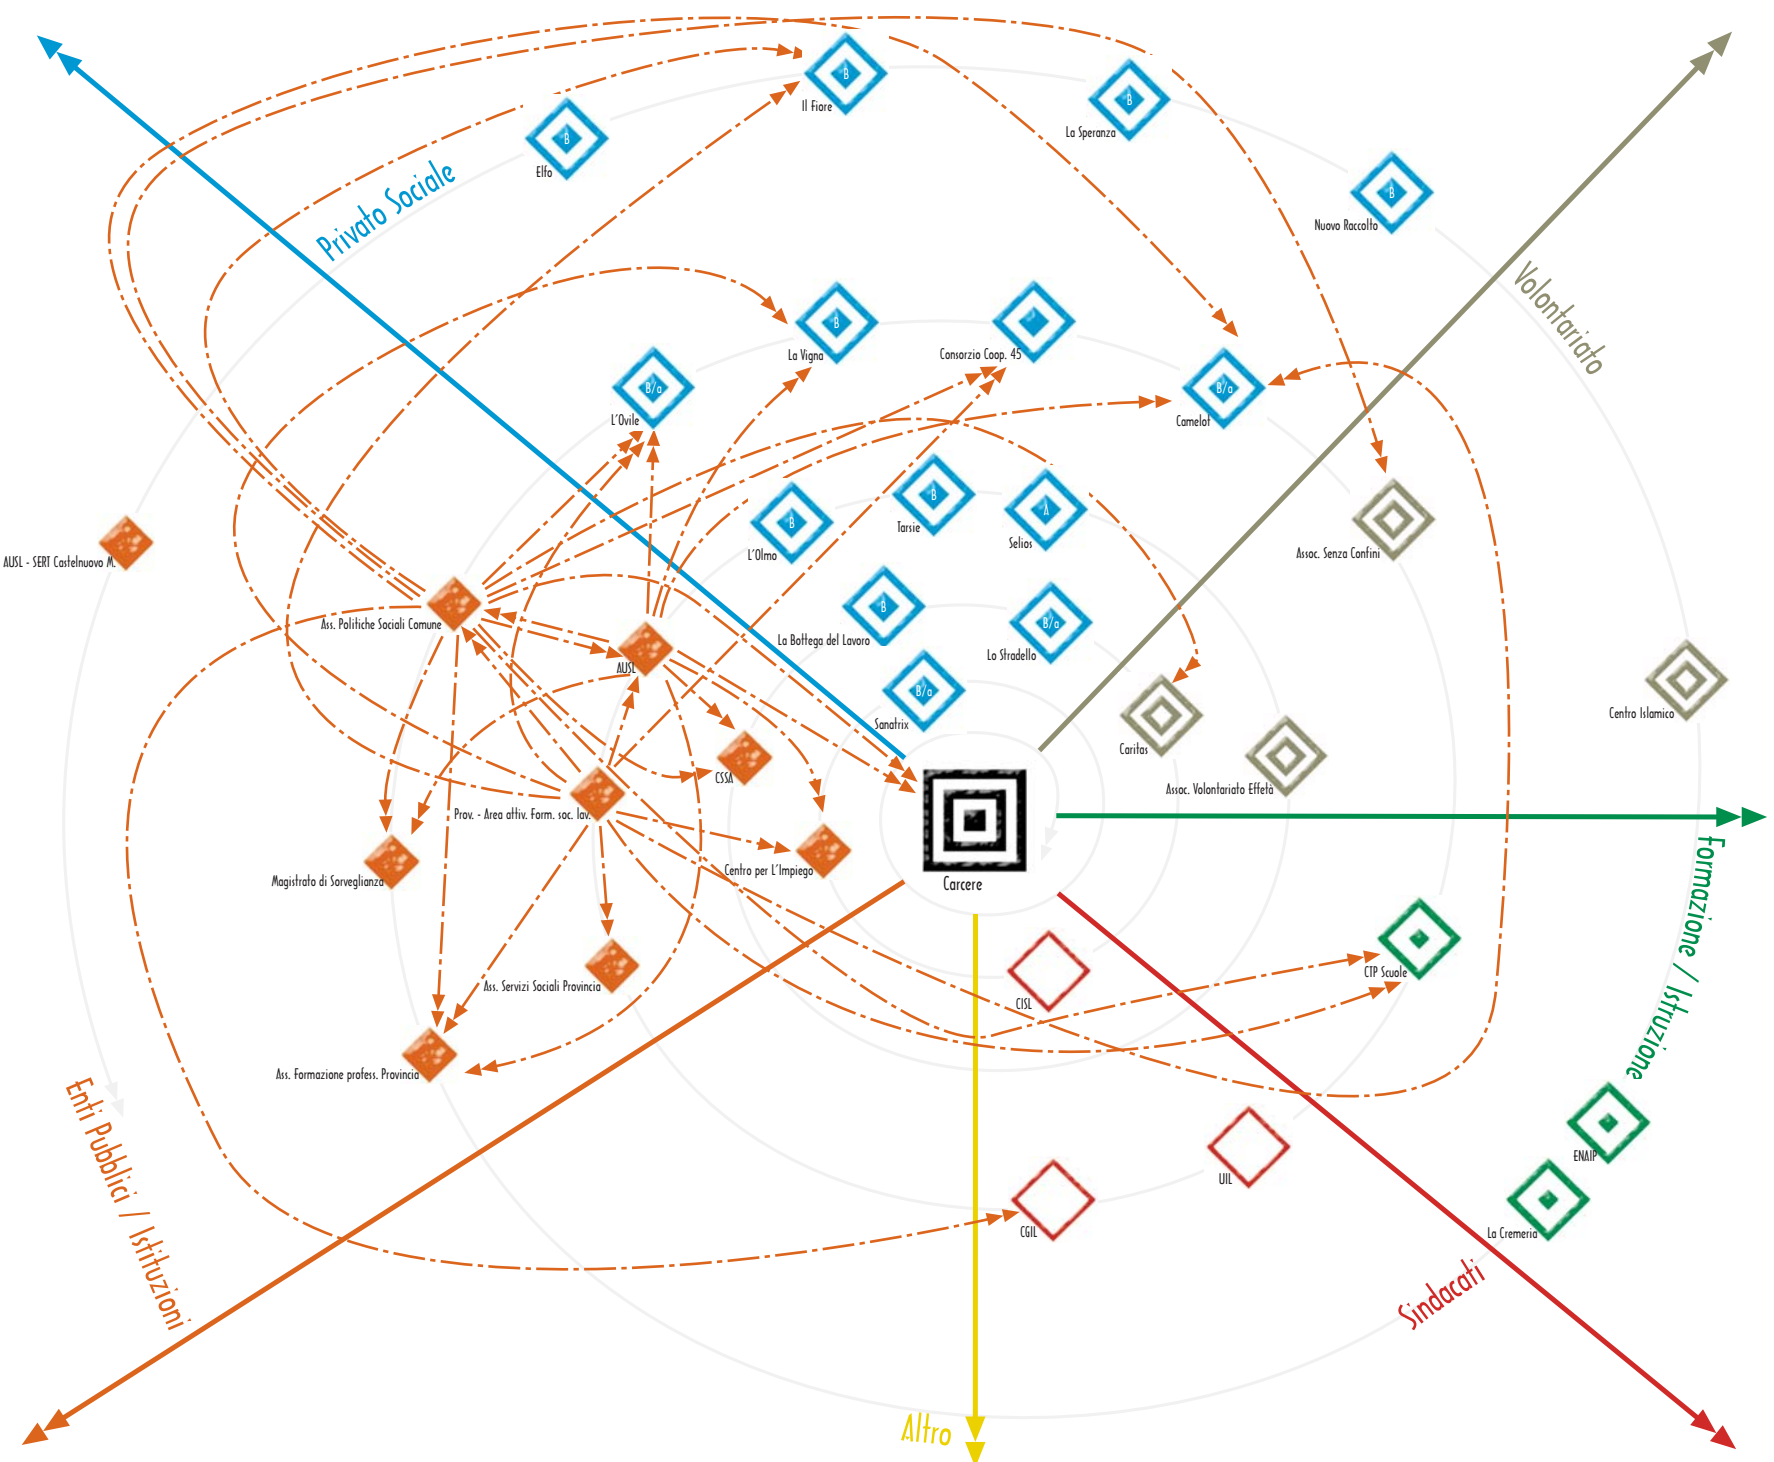 B
Il Fiore
B
La Speranza
B
Elfo
Privato Sociale
B
Nuovo Raccolto
Volontariato
B
La Vigna
Consorzio Coop. 45
B/a
L'Ovile
B/a
Camelot
B
Tarsie
A
Selios
B
L'Olmo
Assoc. Senza Confini
AUSL - SERT Castelnuovo M.
Ass. Politiche Sociali Comune
B
La Bottega del Lavoro
B/a
Lo Stradello
AUSL
B/a
Sanatrix
Caritas
Centro Islamico
Assoc. Volontariato Effetà
CSSA
Prov. - Area attiv. Form. soc. lav.
Centro per L'Impiego
Magistrato di Sorveglianza
Carcere
Formazione / Istruzione
CTP Scuole
Ass. Servizi Sociali Provincia
CISL
Ass. Formazione profess. Provincia
Enti Pubblici / Istituzioni
ENAIP
UIL
CGIL
La Cremeria
Sindacati
Altro